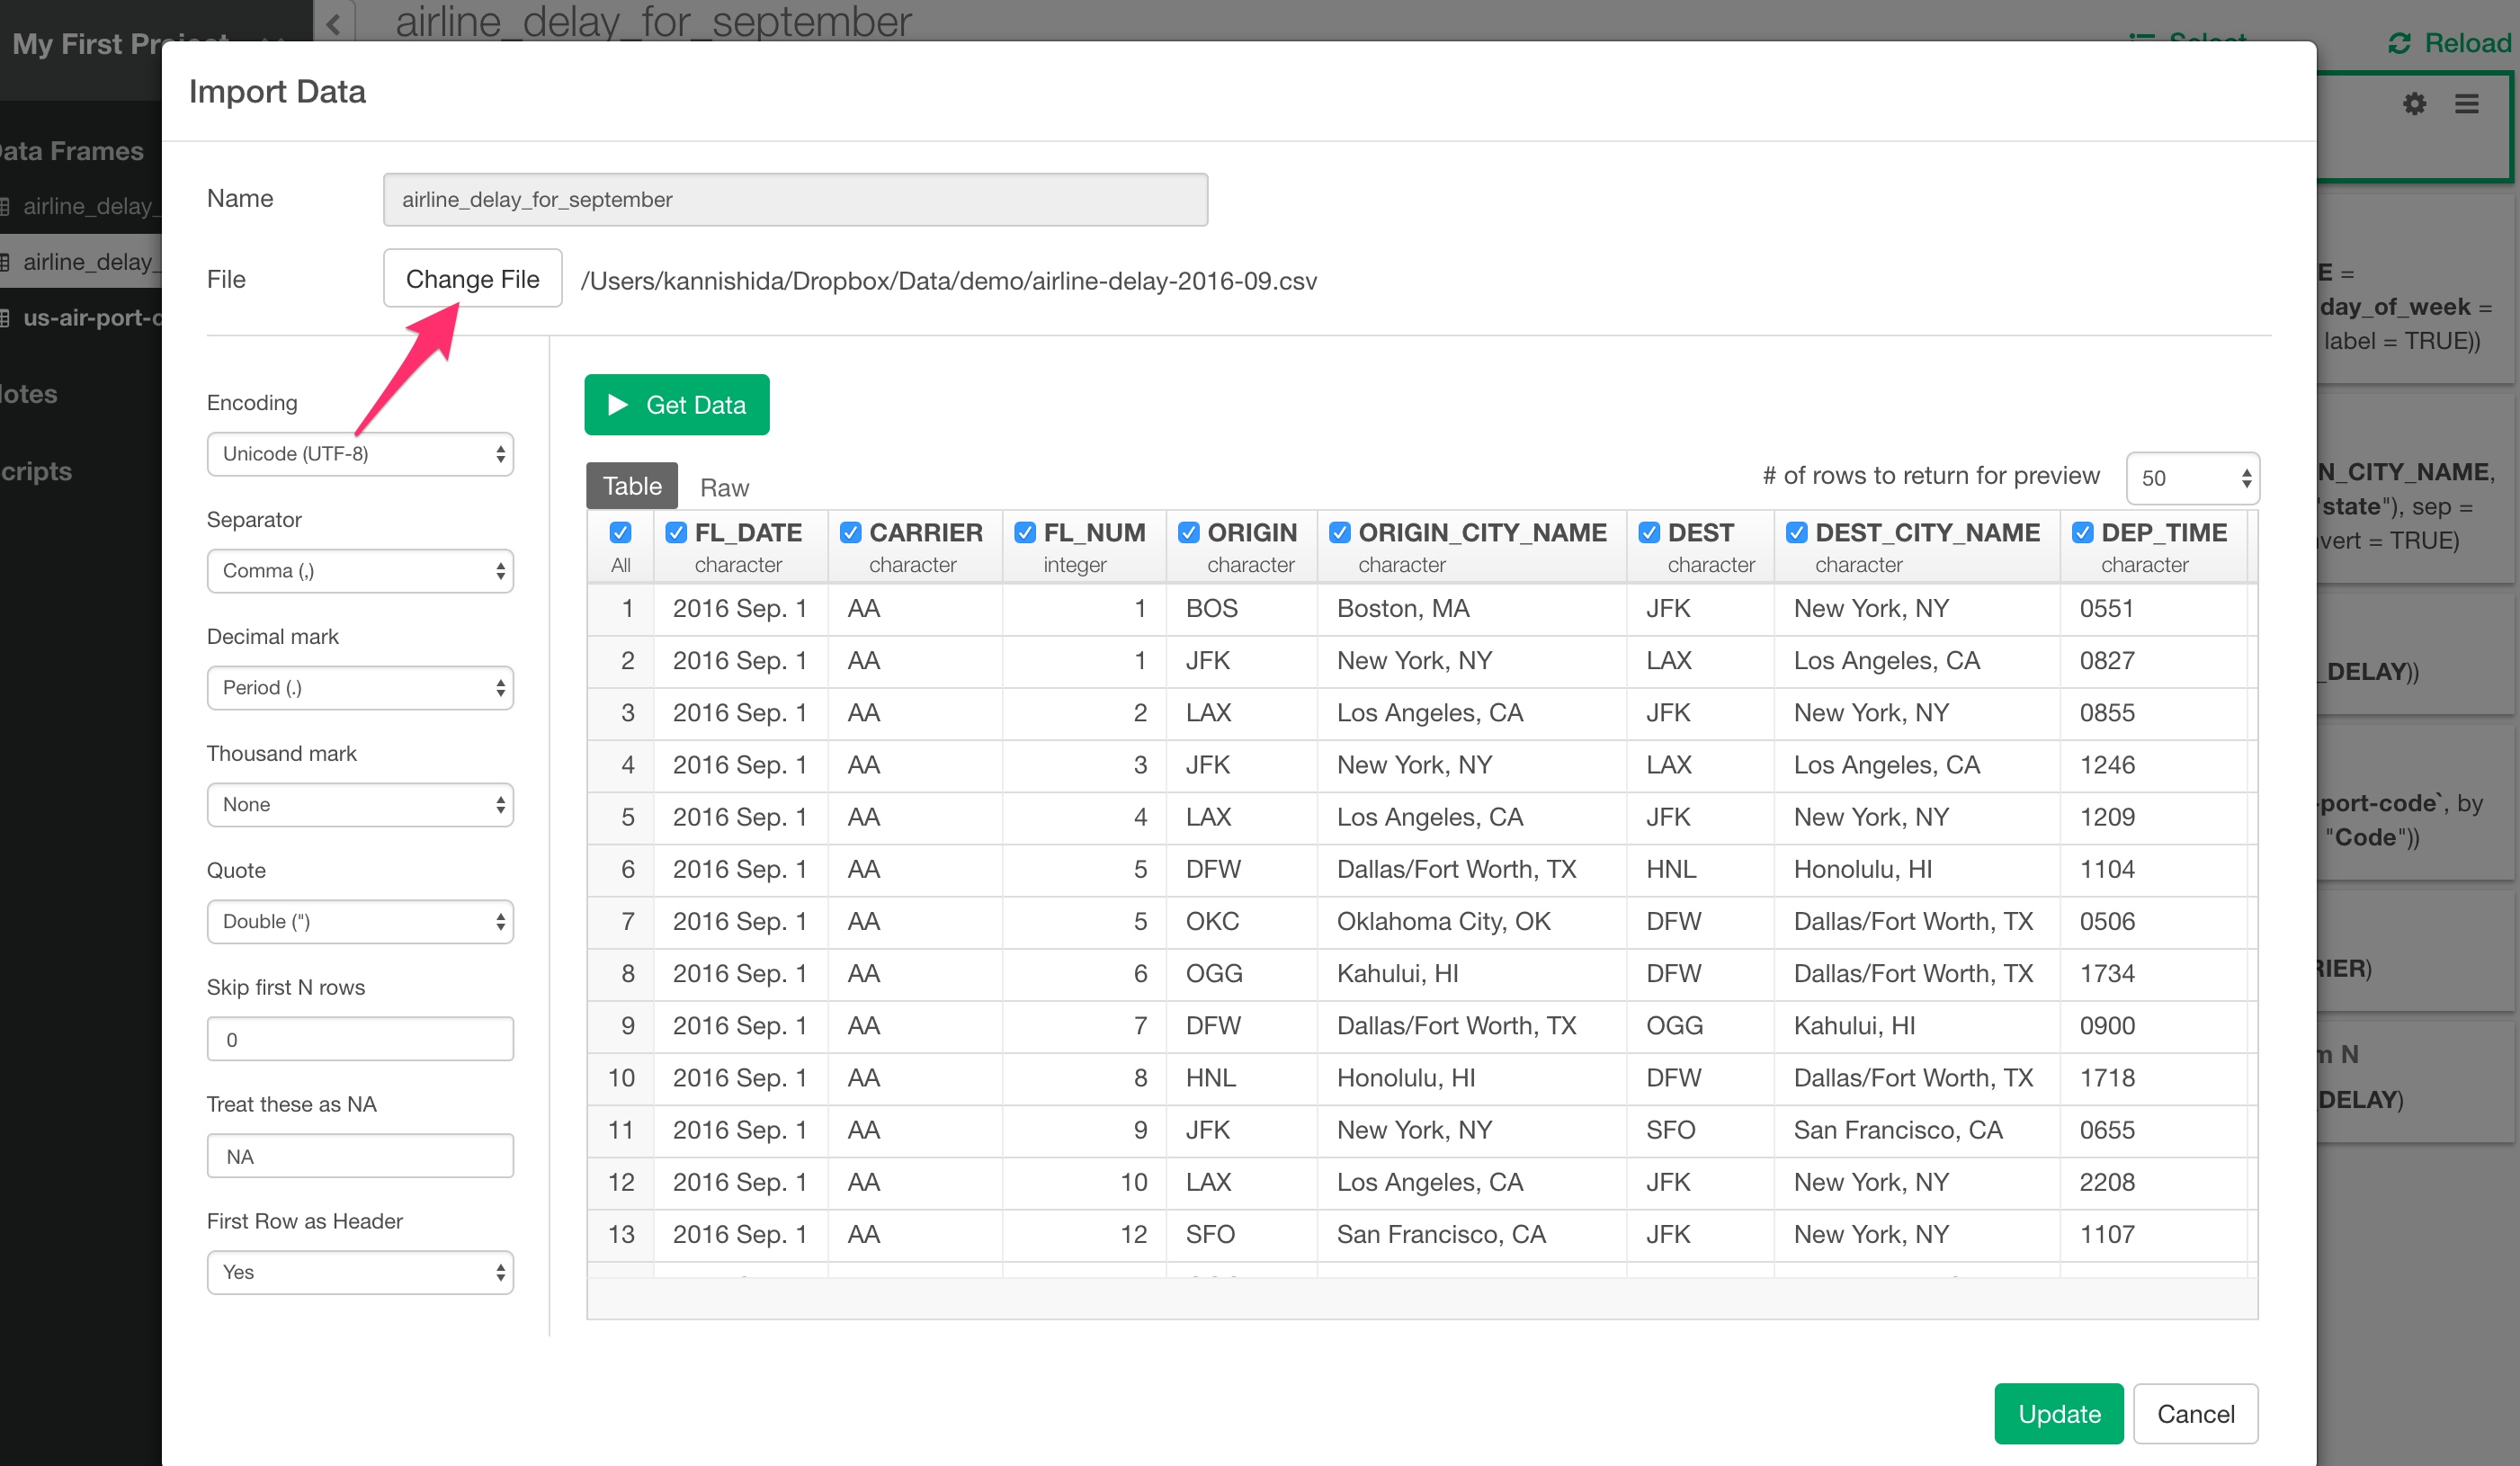 My First Project
airline_delay_for_september
Select
Reload
Import Data
Data Frames
Name
airline_delay_for_september
airline_delay_
File
Change File
/Users/kannishida/Dropbox/Data/demo/airline-delay-2016-09.csv
airline_delay_
us-air-port-c
Notes
Scripts
Encoding
Unicode (UTF-8)
Separator
Comma (,)
Decimal mark
Period (.)
Thousand mark
None
Quote
Double (")
Skip first N rows
0
Treat these as NA
NA
First Row as Header
Yes
Get Data
Table Raw
# of rows to return for preview 50
All FL_DATE CARRIER FL_NUM ORIGIN ORIGIN_CITY_NAME DEST DEST_CITY_NAME DEP_TIME
character character integer character character character character character
1 2016 Sep. 1 AA 1 BOS Boston, MA JFK New York, NY 0551
2 2016 Sep. 1 AA 1 JFK New York, NY LAX Los Angeles, CA 0827
3 2016 Sep. 1 AA 2 LAX Los Angeles, CA JFK New York, NY 0855
4 2016 Sep. 1 AA 3 JFK New York, NY LAX Los Angeles, CA 1246
5 2016 Sep. 1 AA 4 LAX Los Angeles, CA JFK New York, NY 1209
6 2016 Sep. 1 AA 5 DFW Dallas/Fort Worth, TX HNL Honolulu, HI 1104
7 2016 Sep. 1 AA 5 OKC Oklahoma City, OK DFW Dallas/Fort Worth, TX 0506
8 2016 Sep. 1 AA 6 OGG Kahului, HI DFW Dallas/Fort Worth, TX 1734
9 2016 Sep. 1 AA 7 DFW Dallas/Fort Worth, TX OGG Kahului, HI 0900
10 2016 Sep. 1 AA 8 HNL Honolulu, HI DFW Dallas/Fort Worth, TX 1718
11 2016 Sep. 1 AA 9 JFK New York, NY SFO San Francisco, CA 0655
12 2016 Sep. 1 AA 10 LAX Los Angeles, CA JFK New York, NY 2208
13 2016 Sep. 1 AA 12 SFO San Francisco, CA JFK New York, NY 1107
Update
Cancel
E =
day_of_week =
label = TRUE))
N_CITY_NAME,
"state"), sep =
nvert = TRUE)
_DELAY))
-port-code`, by
"Code"))
RIER)
m N
DELAY)